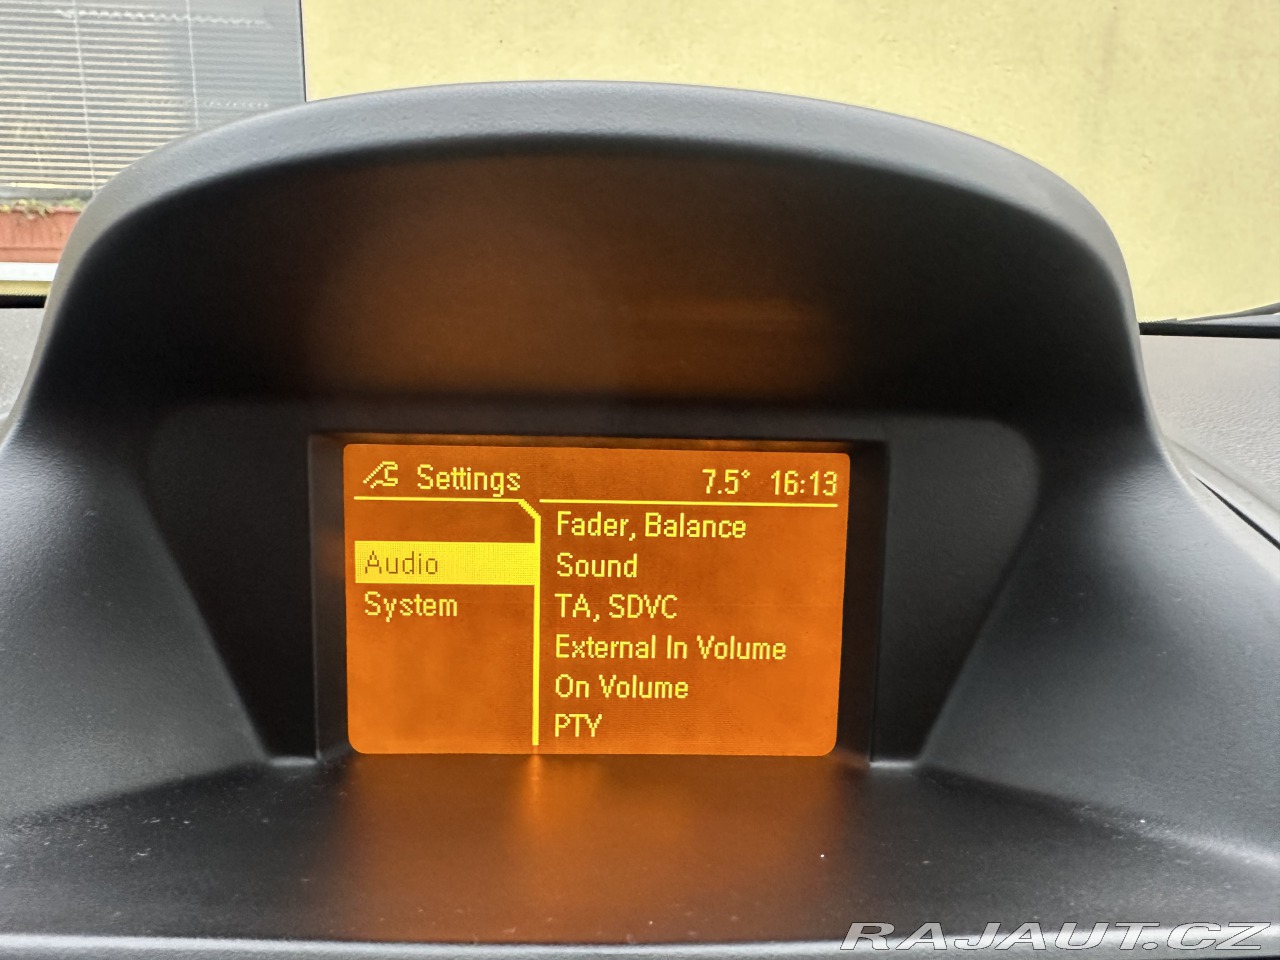 Settings 7.5° 16:13
Audio
System
Fader, Balance
Sound
TA, SDVC
External In Volume
On Volume
PTY
RAJAUT.CZ